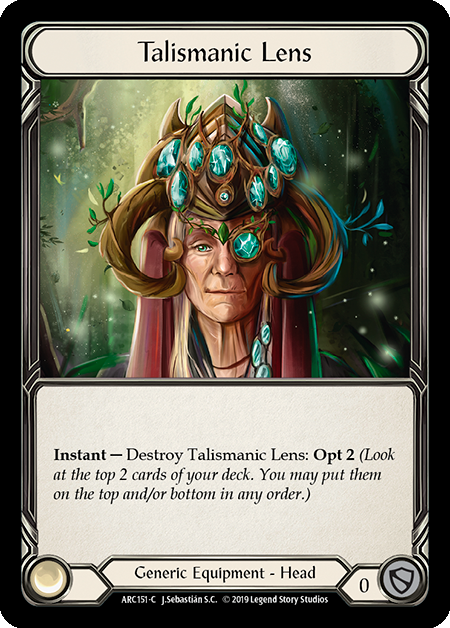 Talismanic Lens
Instant — Destroy Talismanic Lens: Opt 2 (Look
at the top 2 cards of your deck. You may put them
on the top and/or bottom in any order.)
Generic Equipment - Head
0
ARC151-C J.Sebastián S.C. © 2019 Legend Story Studios